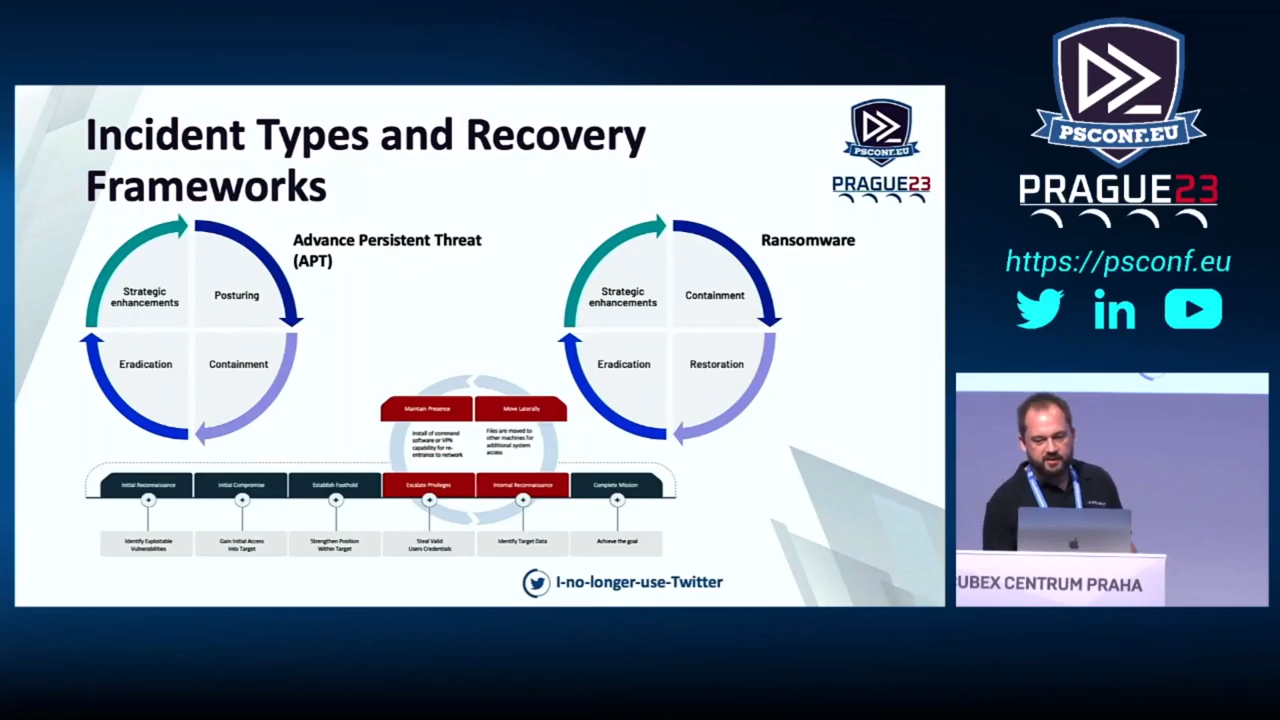 Incident Types and Recovery
Frameworks
PSCONF.EU
PRAGUE23
Advance Persistent Threat
(APT)
Strategic
enhancements
Posturing
Eradication
Containment
Ransomware
Strategic
enhancements
Containment
Eradication
Restoration
Maintain Presence
Move Laterally
Install of command
software or VPN
capability for re-
entrance to network
Files are moved to
other machines for
additional system
access
Initial Reconnaissance
Initial Compromise
Establish Foothold
Escalate Privileges
Internal Reconnaissance
Complete Mission
Identify Exploitable
Vulnerabilities
Gain Initial Access
Into Target
Strengthen Position
Within Target
Steal Valid
Users Credentials
Identify Target Data
Achieve the goal
I-no-longer-use-Twitter
PSCONF.EU
PRAGUE23
https://psconf.eu
in
CUBEX CENTRUM PRAHA